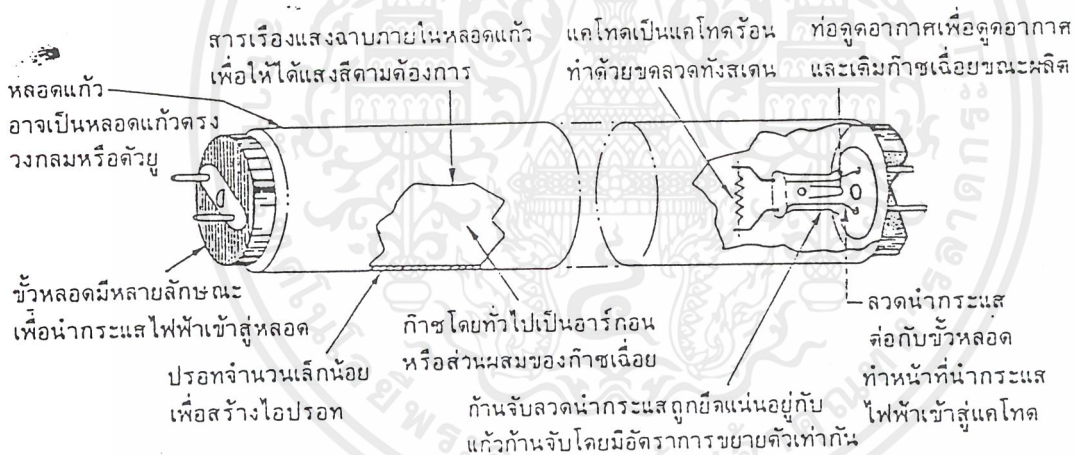 สารเรืองแสงฉาบภายในหลอดแก้ว
เพื่อให้ได้แสงสีตามต้องการ
แคโทดเป็นแคโทดร้อน
ทำด้วยขดลวดทังสเตน
ท่อดูดอากาศเพื่อดูดอากาศ
และเติมก๊าซเฉื่อยขณะผลิต
หลอดแก้ว
อาจเป็นหลอดแก้วตรง
วงกลมหรือตัวยู
ขั้วหลอดมีหลายลักษณะ
เพื่อนำกระแสไฟฟ้าเข้าสู่หลอด
ปรอทจำนวนเล็กน้อย
เพื่อสร้างไอปรอท
ก๊าซโดยทั่วไปเป็นอาร์กอน
หรือส่วนผสมของก๊าซเฉื่อย
ก้านจับลวดนำกระแสถูกยึดแน่นอยู่กับ
แก้วก้านจับโดยมีอัตราการขยายตัวเท่ากัน
ลวดนำกระแส
ต่อกับขั้วหลอด
ทำหน้าที่นำกระแส
ไฟฟ้าเข้าสู่แคโทด